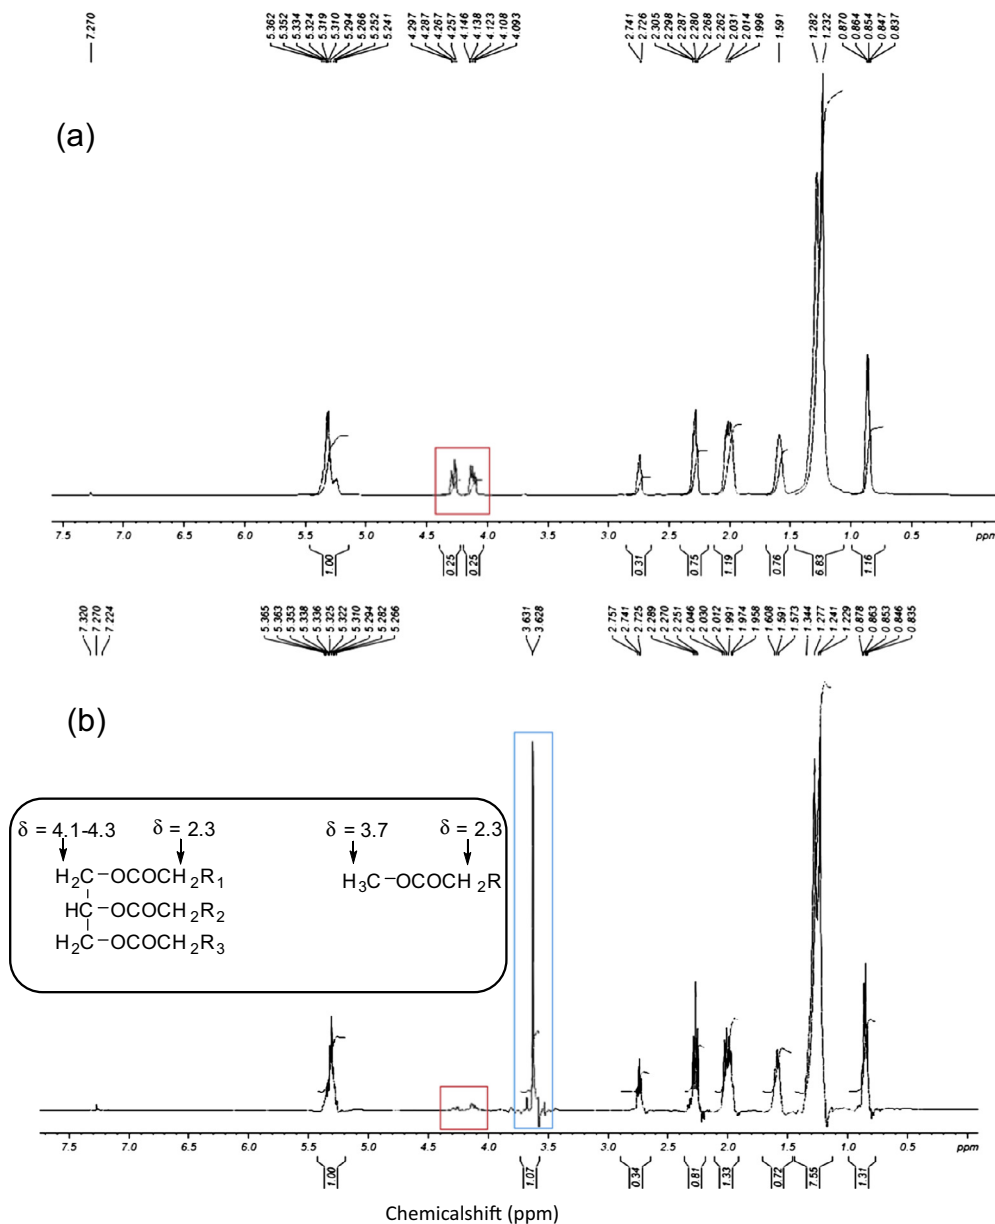 7.270 5.362 5.352 5.334 5.324 5.319 5.310 5.294 5.266 5.252 5.241 4.297 4.287 4.267 4.257 4.146 4.138 4.123 4.108 4.093 2.741 2.726 2.305 2.298 2.287 2.280 2.268 2.262 2.031 2.014 1.996 1.591 1.282 1.232 0.870 0.864 0.854 0.847 0.837
(a)
7.5 7.0 6.5 6.0 5.5 5.0 4.5 4.0 3.5 3.0 2.5 2.0 1.5 1.0 0.5 ppm
1.00 0.25 0.25 0.31 0.75 1.19 0.76 6.83 1.16
7.320 7.270 7.224 5.365 5.363 5.353 5.338 5.336 5.325 5.322 5.310 5.294 5.282 5.266 3.631 3.628 2.757 2.741 2.725 2.289 2.270 2.251 2.046 2.030 2.012 1.991 1.974 1.958 1.608 1.591 1.573 1.344 1.277 1.241 1.229 0.878 0.863 0.853 0.846 0.835
(b)
δ = 4.1-4.3 δ = 2.3 δ = 3.7 δ = 2.3
H2C–OCOCH2R1 H3C–OCOCH2R
HC–OCOCH2R2
H2C–OCOCH2R3
7.5 7.0 6.5 6.0 5.5 5.0 4.5 4.0 3.5 3.0 2.5 2.0 1.5 1.0 0.5 ppm
1.00 1.07 0.34 0.81 1.33 0.72 7.55 1.31
Chemicalshift (ppm)